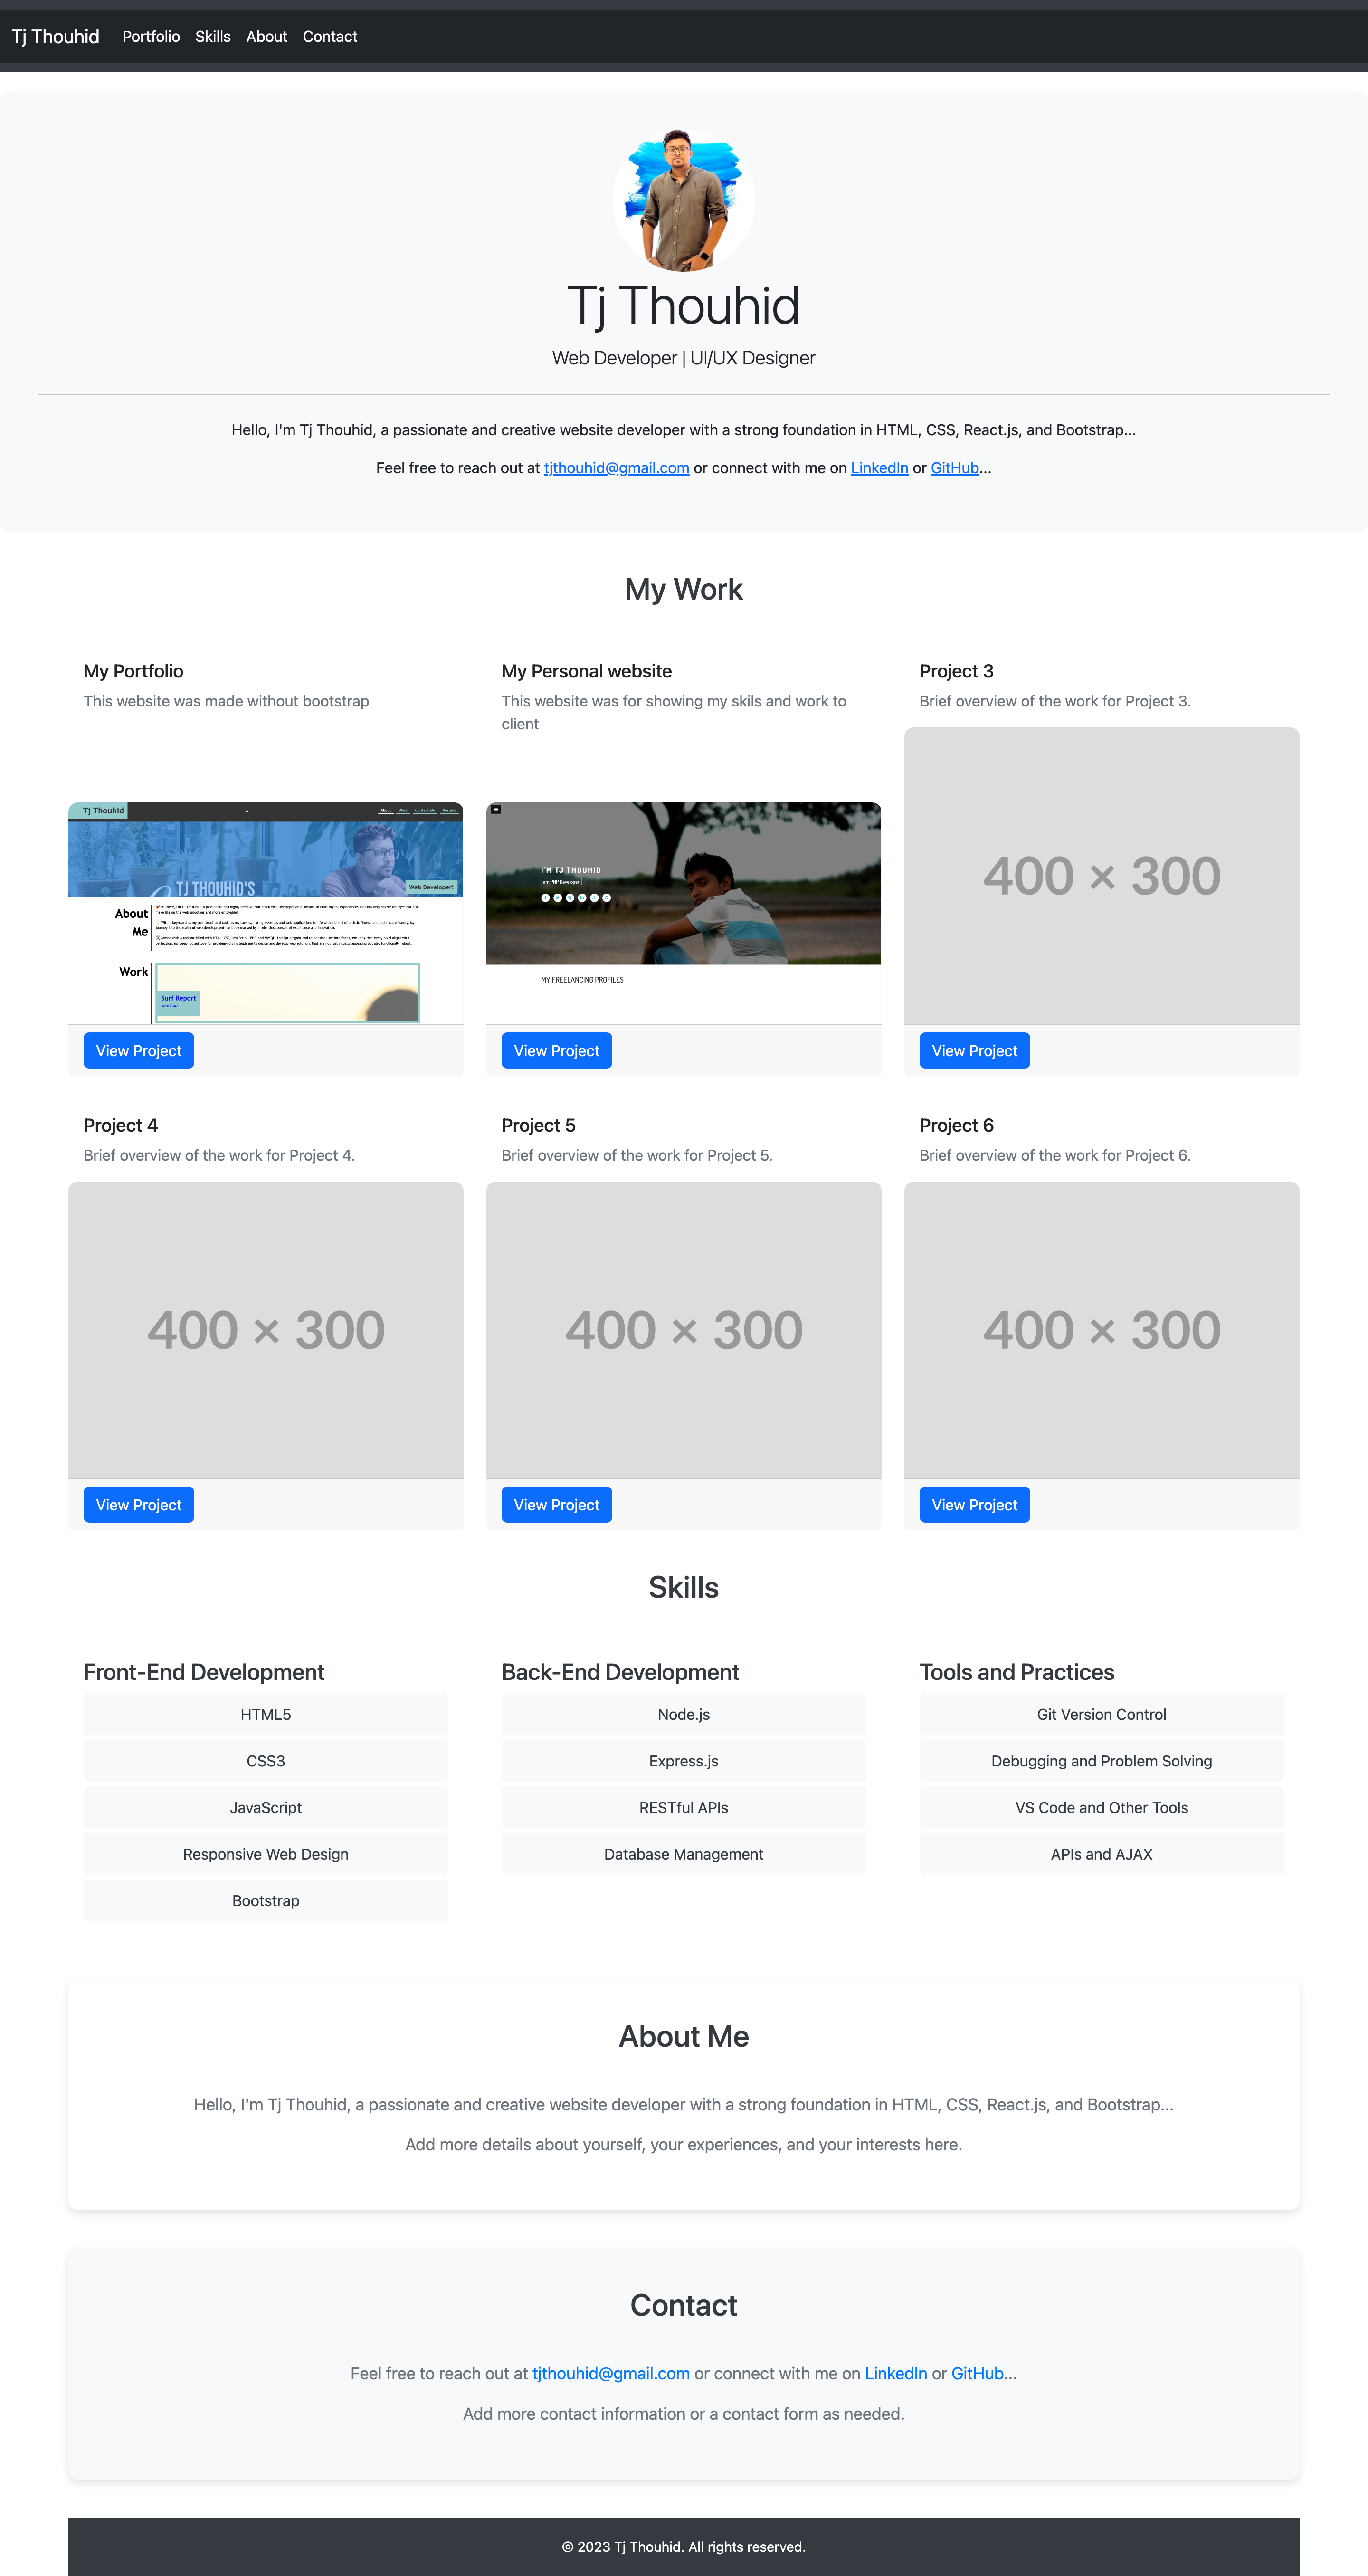 Tj Thouhid Portfolio Skills About Contact
Tj Thouhid
Web Developer | UI/UX Designer
Hello, I'm Tj Thouhid, a passionate and creative website developer with a strong foundation in HTML, CSS, React.js, and Bootstrap...
Feel free to reach out at tjthouhid@gmail.com or connect with me on LinkedIn or GitHub...
My Work
My Portfolio
This website was made without bootstrap
Tj Thouhid
About Work Contact Me Resume
TJ THOUHID'S
Web Developer!
About
Me
Work
Surf Report
View Project
My Personal website
This website was for showing my skils and work to
client
I'M TJ THOUHID
I am PHP Developer
MY FREELANCING PROFILES
View Project
Project 3
Brief overview of the work for Project 3.
400 × 300
View Project
Project 4
Brief overview of the work for Project 4.
400 × 300
View Project
Project 5
Brief overview of the work for Project 5.
400 × 300
View Project
Project 6
Brief overview of the work for Project 6.
400 × 300
View Project
Skills
Front-End Development
HTML5
CSS3
JavaScript
Responsive Web Design
Bootstrap
Back-End Development
Node.js
Express.js
RESTful APIs
Database Management
Tools and Practices
Git Version Control
Debugging and Problem Solving
VS Code and Other Tools
APIs and AJAX
About Me
Hello, I'm Tj Thouhid, a passionate and creative website developer with a strong foundation in HTML, CSS, React.js, and Bootstrap...
Add more details about yourself, your experiences, and your interests here.
Contact
Feel free to reach out at tjthouhid@gmail.com or connect with me on LinkedIn or GitHub...
Add more contact information or a contact form as needed.
© 2023 Tj Thouhid. All rights reserved.